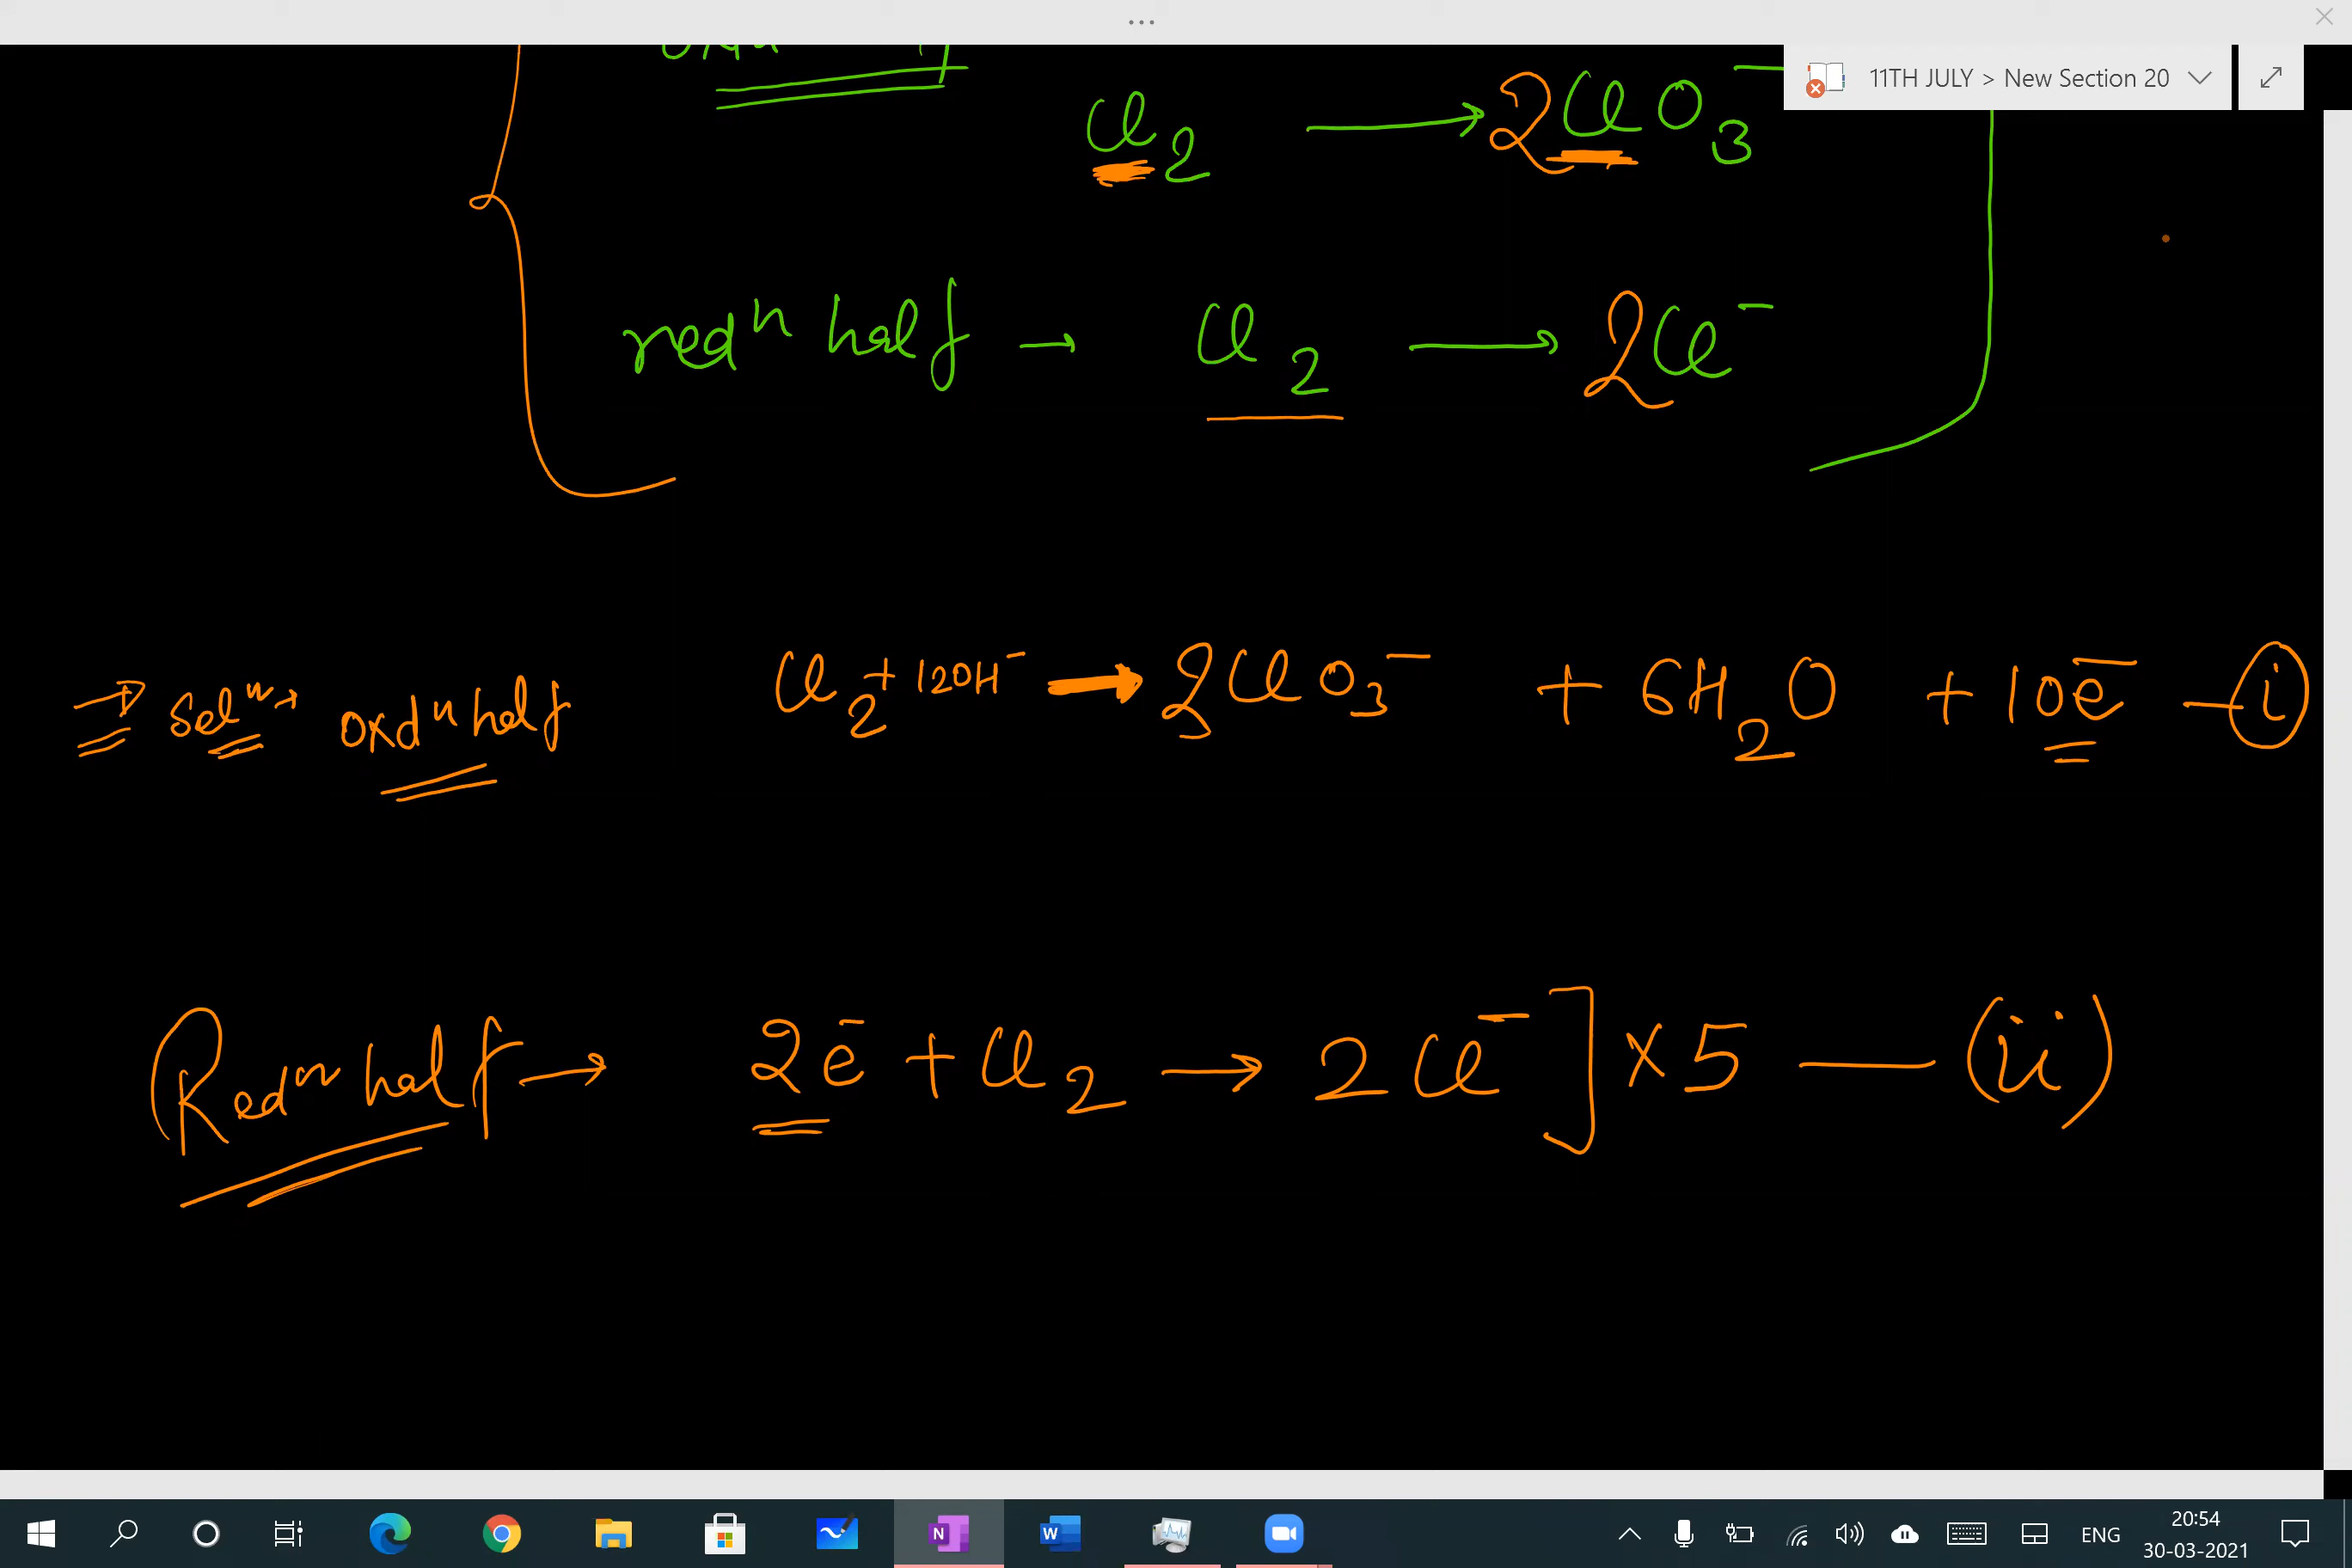 11TH JULY > New Section 20
Cl₂ → 2ClO₃⁻
redⁿ half → Cl₂ → 2Cl⁻
⇒ Solⁿ → oxdⁿ half Cl₂ + 12OH⁻ → 2ClO₃⁻ + 6H₂O + 10e⁻ — (i)
Redⁿ half → 2e⁻ + Cl₂ → 2Cl⁻ ] × 5 — (ii)
ENG
20:54
30-03-2021